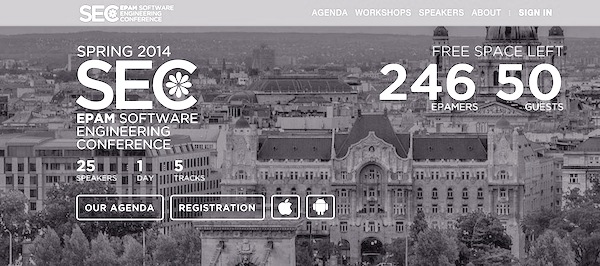 SEC EPAM SOFTWARE
ENGINEERING
CONFERENCE
AGENDA WORKSHOPS SPEAKERS ABOUT | SIGN IN
SPRING 2014
SEC
EPAM SOFTWARE
ENGINEERING
CONFERENCE
25 1 5
SPEAKERS DAY TRACKS
OUR AGENDA REGISTRATION
FREE SPACE LEFT
246 50
EPAMERS GUESTS